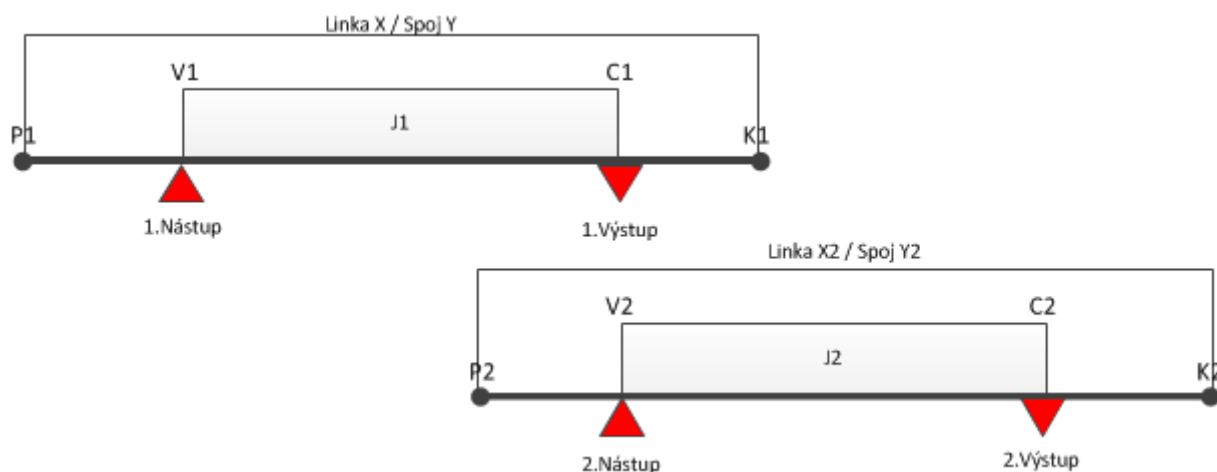 Linka X / Spoj Y
V1 C1
J1
P1 K1
1.Nástup 1.Výstup
Linka X2 / Spoj Y2
V2 C2
J2
P2 K2
2.Nástup 2.Výstup